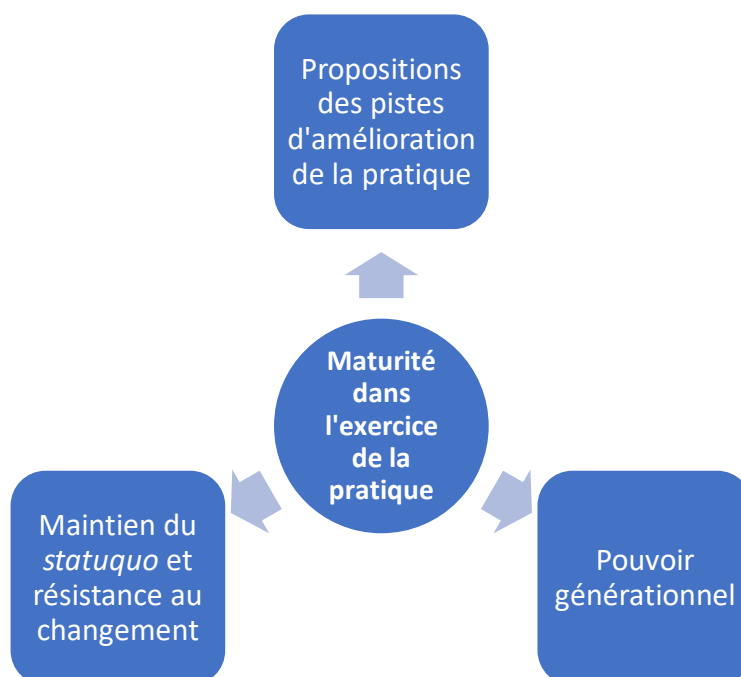 Propositions
des pistes
d'amélioration
de la pratique
Maturité
dans
l'exercice
de la
pratique
Maintien du
statuquo et
résistance au
changement
Pouvoir
générationnel